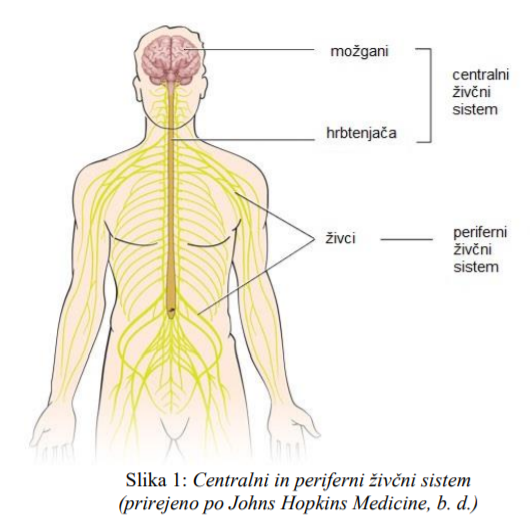 možgani
centralni
živčni
sistem
hrbtenjača
živci
periferni
živčni
sistem
Slika 1: Centralni in periferni živčni sistem
(prirejeno po Johns Hopkins Medicine, b. d.)